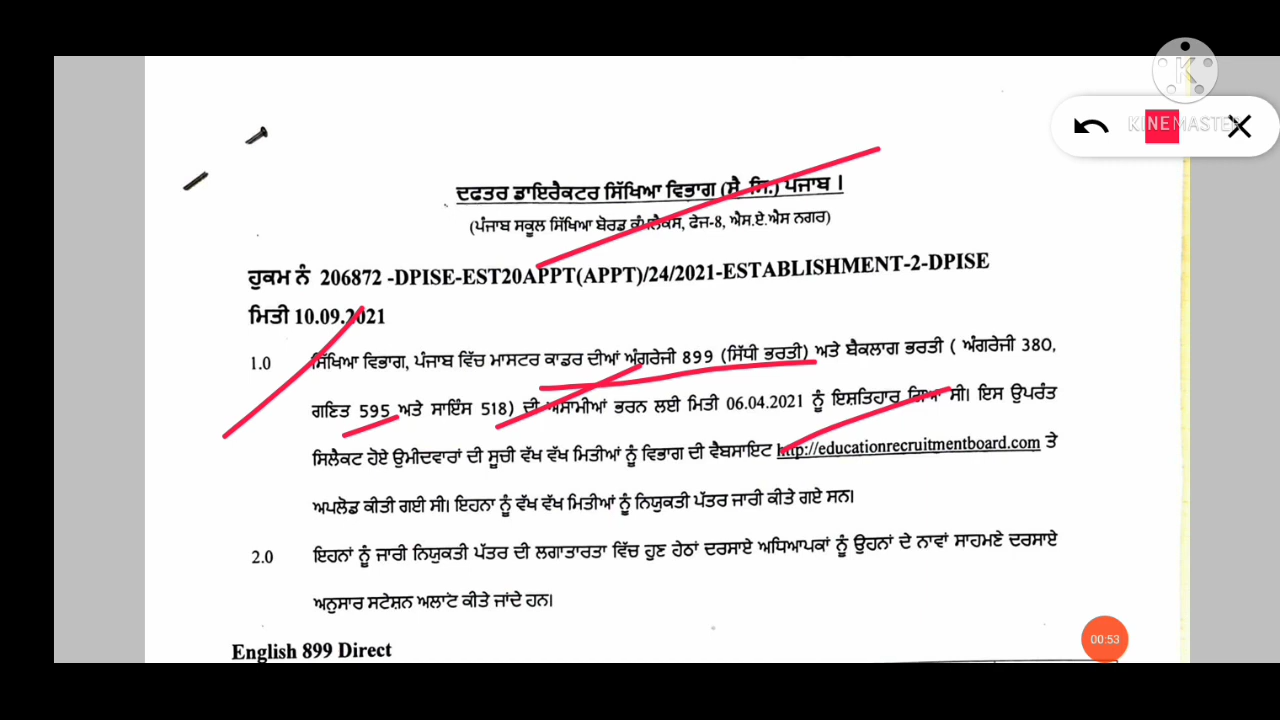 KINEMASTER
ਦਫਤਰ ਡਾਇਰੈਕਟਰ ਸਿੱਖਿਆ ਵਿਭਾਗ (ਸੈ. ਸਿ.) ਪੰਜਾਬ ।
(ਪੰਜਾਬ ਸਕੂਲ ਸਿੱਖਿਆ ਬੋਰਡ ਕੰਪਲੈਕਸ, ਫੇਜ-8, ਐਸ.ਏ.ਐਸ ਨਗਰ)
ਹੁਕਮ ਨੰ 206872 -DPISE-EST20APPT(APPT)/24/2021-ESTABLISHMENT-2-DPISE
ਮਿਤੀ 10.09.2021
1.0 ਸਿੱਖਿਆ ਵਿਭਾਗ, ਪੰਜਾਬ ਵਿੱਚ ਮਾਸਟਰ ਕਾਡਰ ਦੀਆਂ ਅੰਗਰੇਜੀ 899 (ਸਿੱਧੀ ਭਰਤੀ) ਅਤੇ ਬੈਕਲਾਗ ਭਰਤੀ ( ਅੰਗਰੇਜੀ 380,
ਗਣਿਤ 595 ਅਤੇ ਸਾਇੰਸ 518) ਦੀ ਅਸਾਮੀਆਂ ਭਰਨ ਲਈ ਮਿਤੀ 06.04.2021 ਨੂੰ ਇਸ਼ਤਿਹਾਰ ਗਿਆ ਸੀ। ਇਸ ਉਪਰੰਤ
ਸਿਲੈਕਟ ਹੋਏ ਉਮੀਦਵਾਰਾਂ ਦੀ ਸੂਚੀ ਵੱਖ ਵੱਖ ਮਿਤੀਆਂ ਨੂੰ ਵਿਭਾਗ ਦੀ ਵੈਬਸਾਇਟ http://educationrecruitmentboard.com ਤੇ
ਅਪਲੋਡ ਕੀਤੀ ਗਈ ਸੀ। ਇਹਨਾ ਨੂੰ ਵੱਖ ਵੱਖ ਮਿਤੀਆਂ ਨੂੰ ਨਿਯੁਕਤੀ ਪੱਤਰ ਜਾਰੀ ਕੀਤੇ ਗਏ ਸਨ।
2.0 ਇਹਨਾਂ ਨੂੰ ਜਾਰੀ ਨਿਯੁਕਤੀ ਪੱਤਰ ਦੀ ਲਗਾਤਾਰਤਾ ਵਿੱਚ ਹੁਣ ਹੇਠਾਂ ਦਰਸਾਏ ਅਧਿਆਪਕਾਂ ਨੂੰ ਉਹਨਾਂ ਦੇ ਨਾਵਾਂ ਸਾਹਮਣੇ ਦਰਸਾਏ
ਅਨੁਸਾਰ ਸਟੇਸ਼ਨ ਅਲਾਟ ਕੀਤੇ ਜਾਂਦੇ ਹਨ।
00:53
English 899 Direct